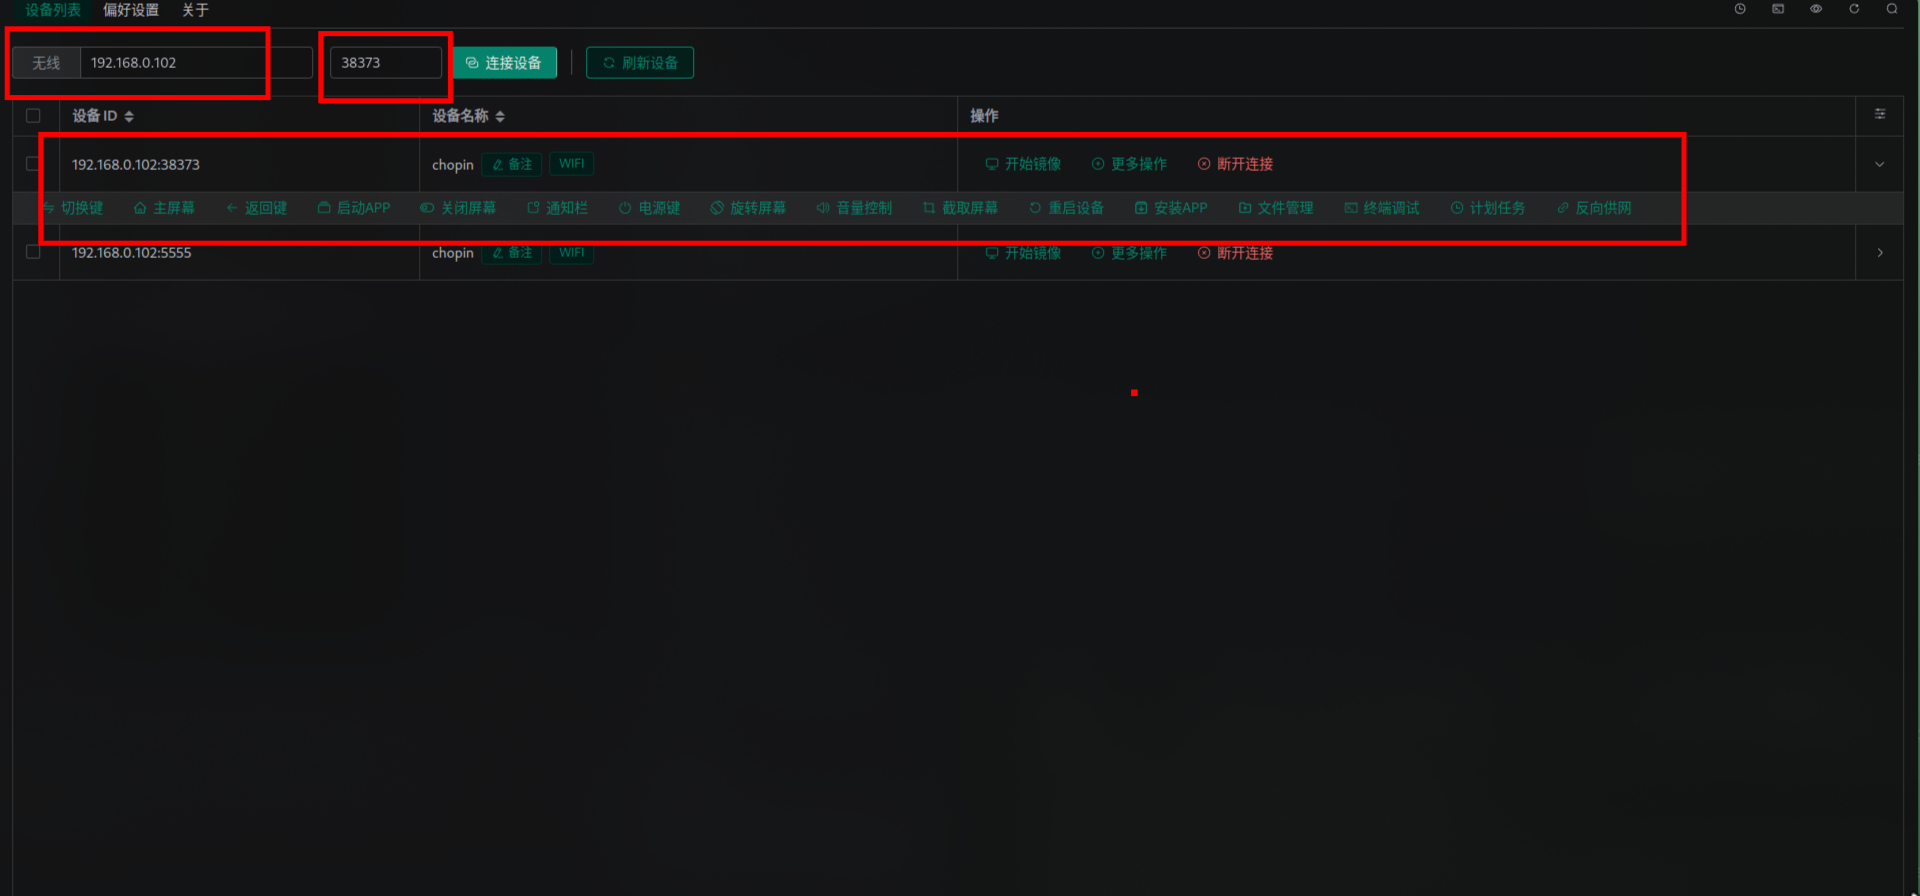 设备列表 偏好设置 关于
无线 192.168.0.102 38373 连接设备 刷新设备
设备 ID 设备名称 操作
192.168.0.102:38373 chopin 备注 WIFI 开始镜像 更多操作 断开连接
切换键 主屏幕 返回键 启动APP 关闭屏幕 通知栏 电源键 旋转屏幕 音量控制 截取屏幕 重启设备 安装APP 文件管理 终端调试 计划任务 反向供网
192.168.0.102:5555 chopin 备注 WIFI 开始镜像 更多操作 断开连接